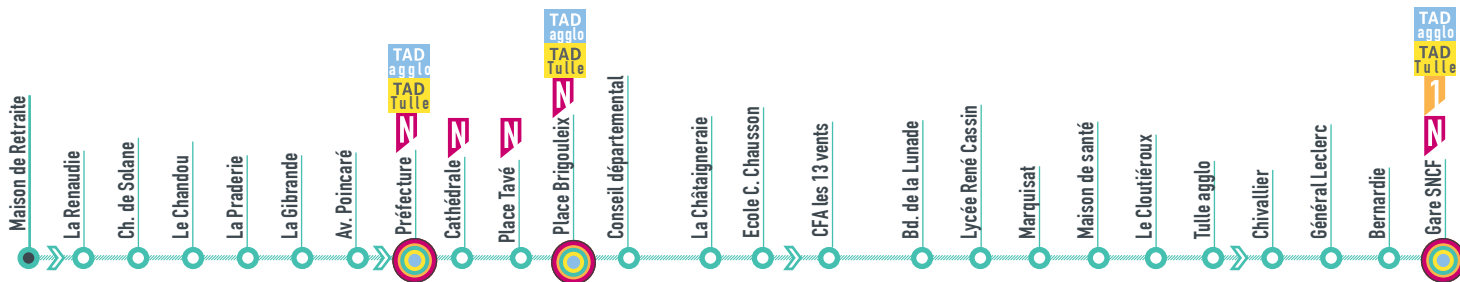 Maison de Retraite
La Renaudie
Ch. de Solane
Le Chandou
La Praderie
La Gibrande
Av. Poincaré
TAD
agglo
TAD
Tulle
N
Préfecture
N
Cathédrale
N
Place Tavé
TAD
agglo
TAD
Tulle
N
Place Brigouleix
Conseil départemental
La Châtaigneraie
Ecole C. Chausson
CFA les 13 vents
Bd. de la Lunade
Lycée René Cassin
Marquisat
Maison de santé
Le Cloutiéroux
Tulle agglo
Chivallier
Général Leclerc
Bernardie
TAD
agglo
TAD
Tulle
1
N
Gare SNCF